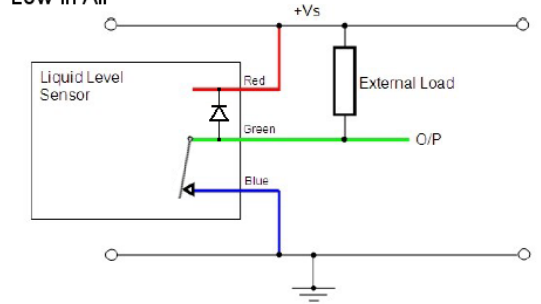 Low in Air
+Vs
Liquid Level
Sensor
Red
External Load
Green
O/P
Blue